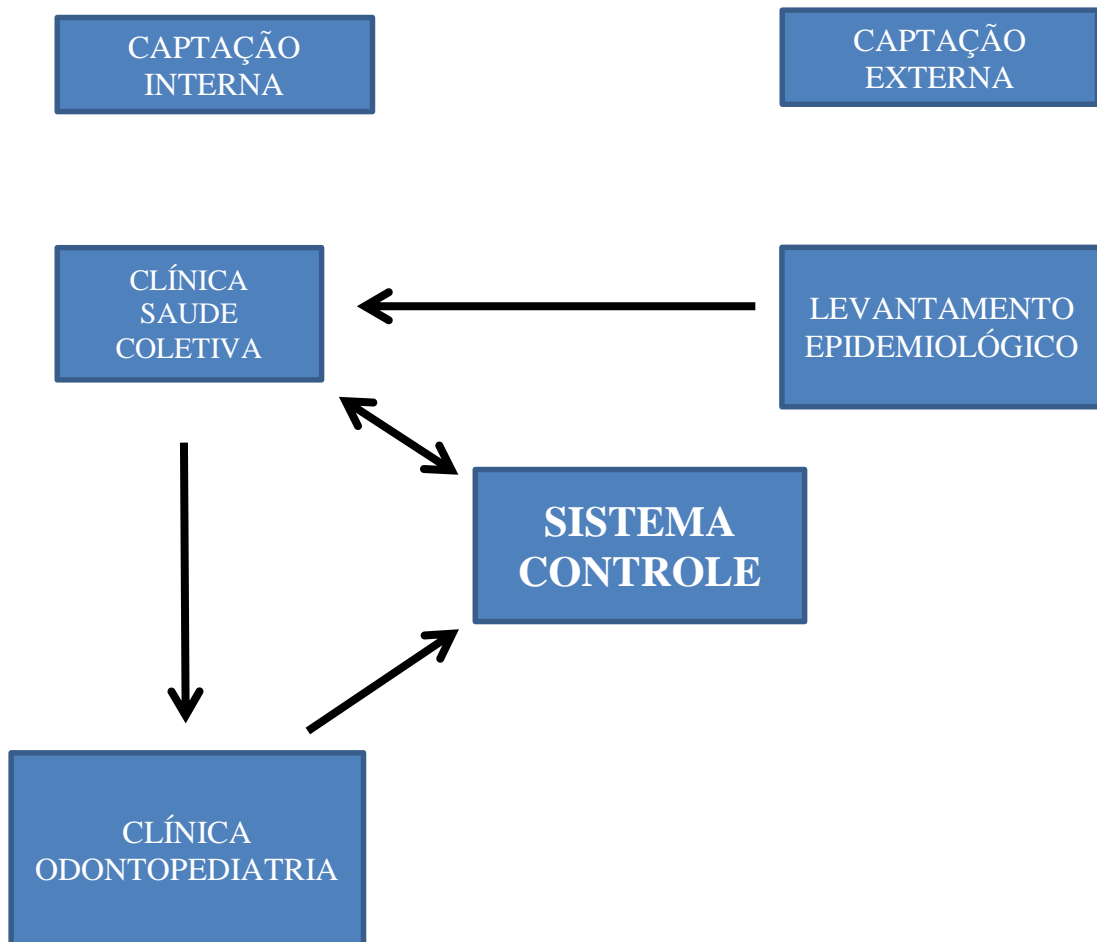 CAPTAÇÃO
INTERNA
CAPTAÇÃO
EXTERNA
CLÍNICA
SAUDE
COLETIVA
LEVANTAMENTO
EPIDEMIOLÓGICO
SISTEMA
CONTROLE
CLÍNICA
ODONTOPEDIATRIA